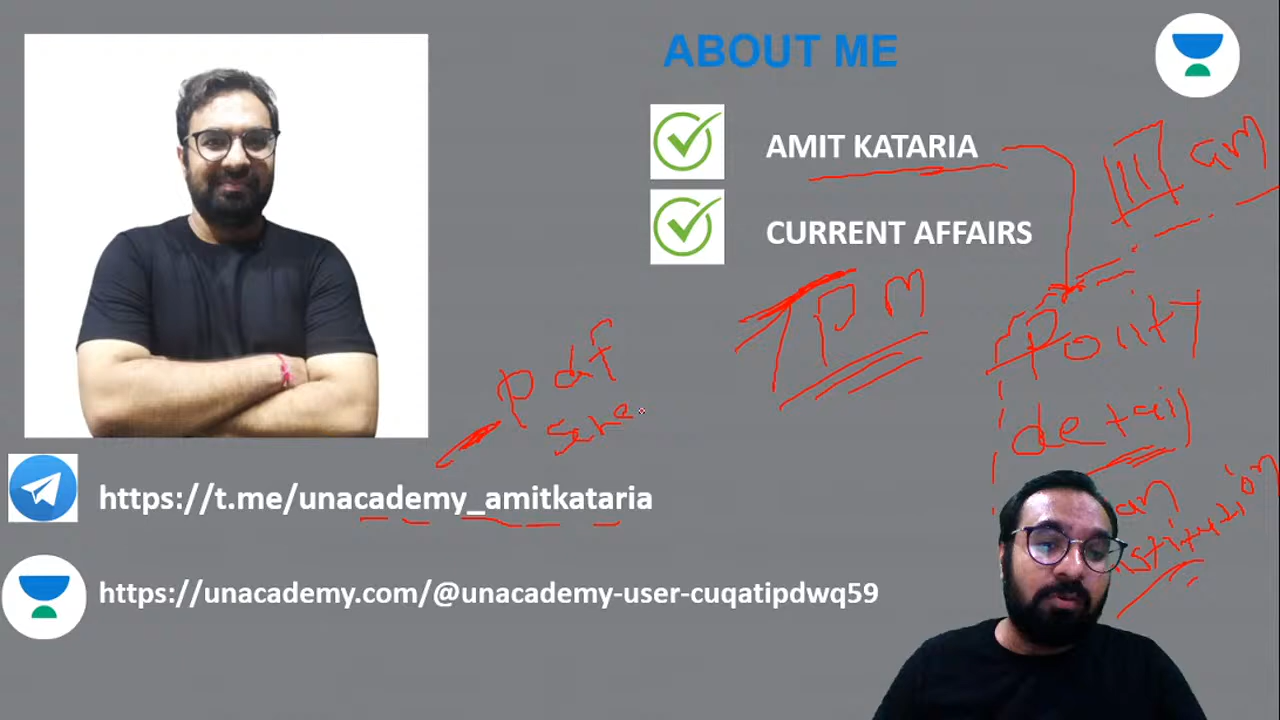 ABOUT ME
AMIT KATARIA
CURRENT AFFAIRS
am
7 PM
Polity
detail
pdf
https://t.me/unacademy_amitkataria
https://unacademy.com/@unacademy-user-cuqatipdwq59